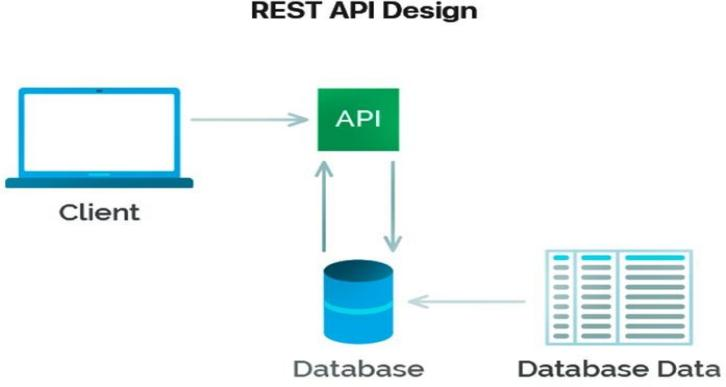 REST API Design
API
Client
Database
Database Data